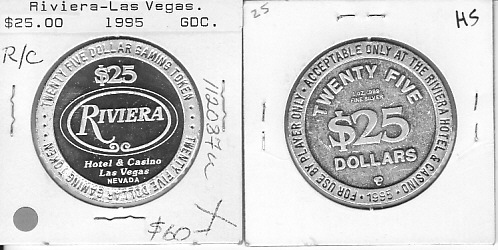 Riviera-Las Vegas.
$25.00 1995 GDC.
R/C
· TWENTY FIVE DOLLAR GAMING TOKEN ·
$25
RIVIERA
Hotel & Casino
Las Vegas
NEVADA
TWENTY FIVE DOLLAR GAMING TOKEN
$60
25
HS
ACCEPTABLE ONLY AT THE RIVIERA HOTEL & CASINO
TWENTY FIVE
FINE SILVER
$25
DOLLARS
· FOR USE BY PLAYER ONLY ·
1995